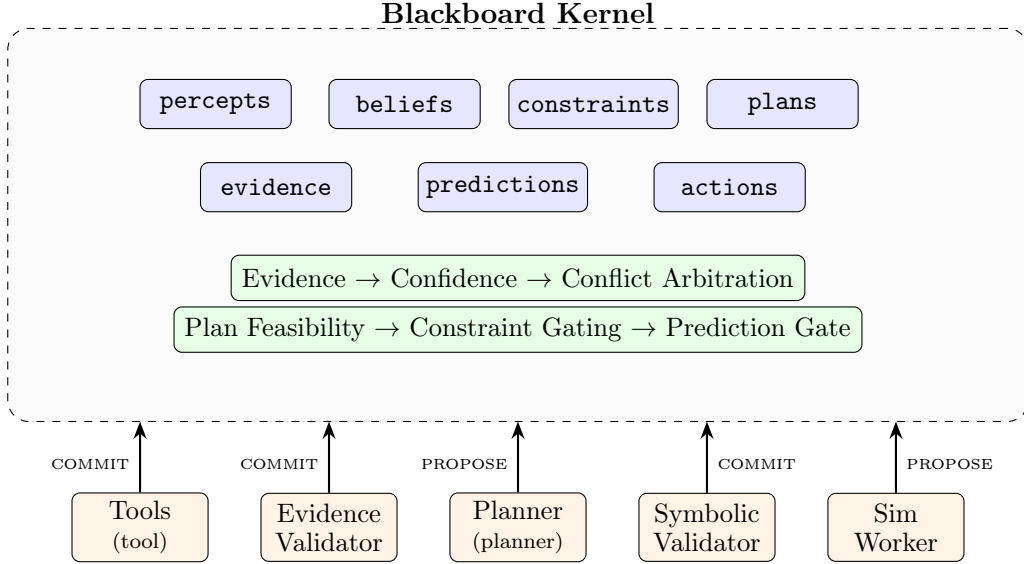 Blackboard Kernel
percepts
beliefs
constraints
plans
evidence
predictions
actions
Evidence → Confidence → Conflict Arbitration
Plan Feasibility → Constraint Gating → Prediction Gate
COMMIT
COMMIT
PROPOSE
COMMIT
PROPOSE
Tools
(tool)
Evidence
Validator
Planner
(planner)
Symbolic
Validator
Sim
Worker